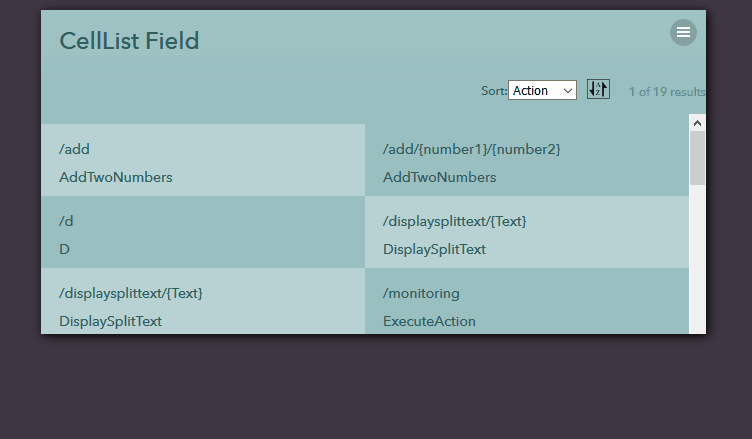 CellList Field
Sort: Action A Z 1 of 19 results
/add /add/{number1}/{number2}
AddTwoNumbers AddTwoNumbers
/d /displaysplittext/{Text}
D DisplaySplitText
/displaysplittext/{Text} /monitoring
DisplaySplitText ExecuteAction